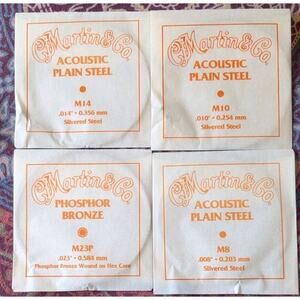 C.F. Martin & Co.
ACOUSTIC
PLAIN STEEL
M14
.014" - 0.356 mm
Silvered Steel
C.F. Martin & Co.
ACOUSTIC
PLAIN STEEL
M10
.010" - 0.254 mm
Silvered Steel
C.F. Martin & Co.
PHOSPHOR
BRONZE
M23P
.023" - 0.584 mm
Phosphor Bronze Wound on Hex Core
C.F. Martin & Co.
ACOUSTIC
PLAIN STEEL
M8
.008" - 0.203 mm
Silvered Steel